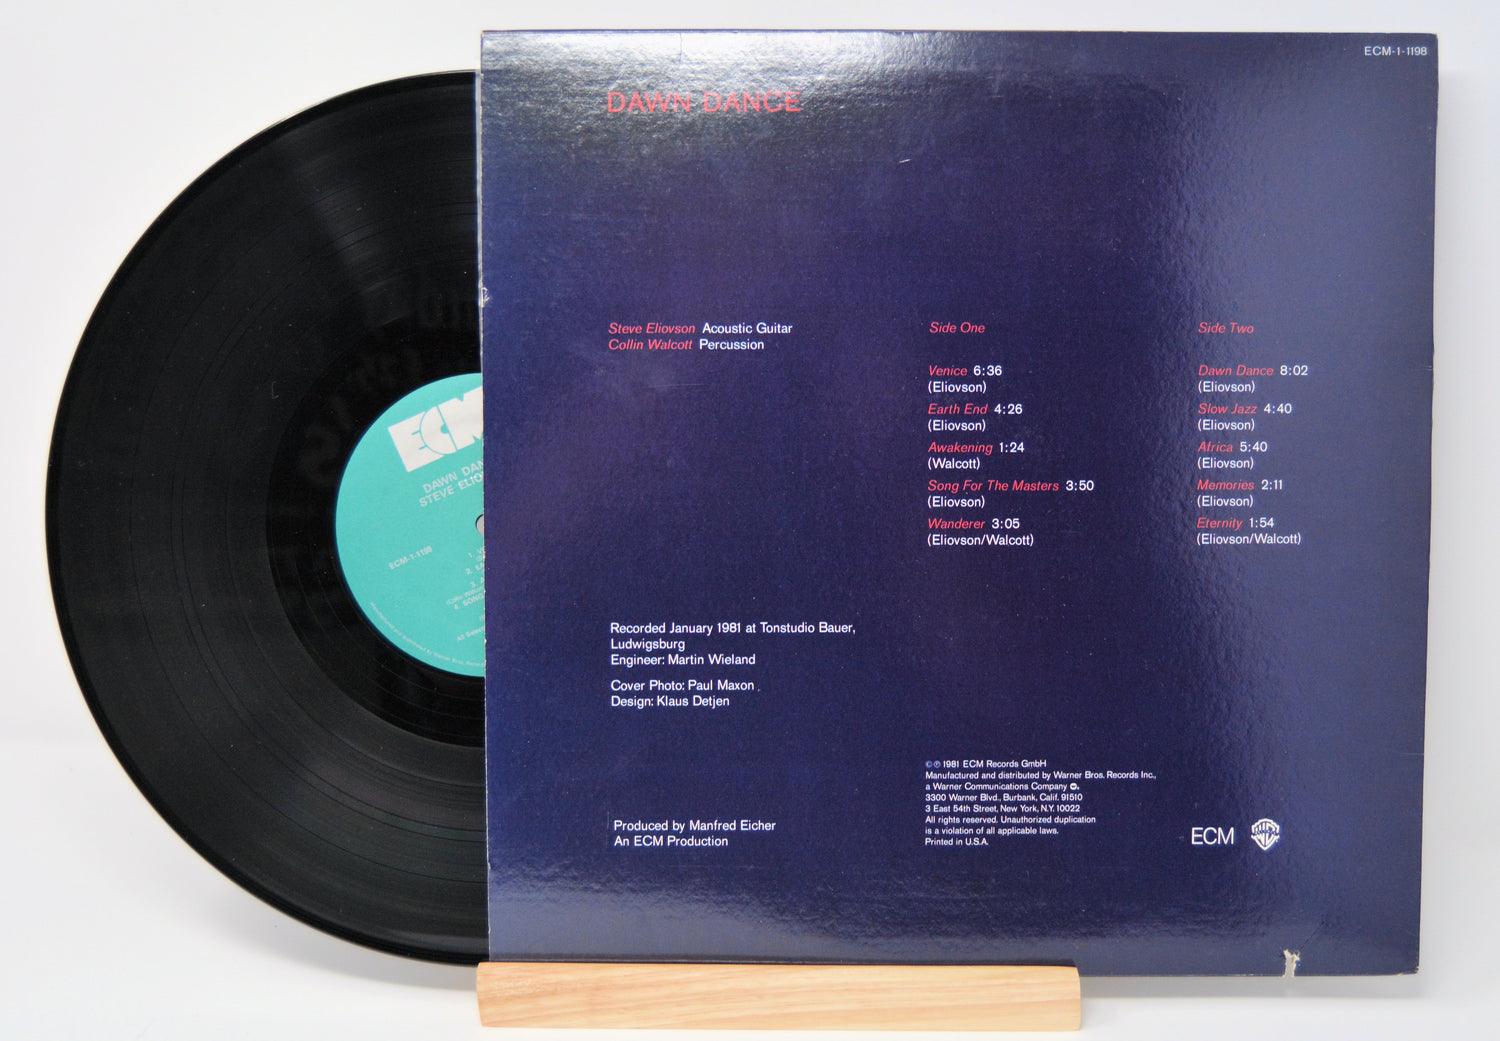 ECM-1-1198
DAWN DANCE
Steve Eliovson Acoustic Guitar
Collin Walcott Percussion
Side One
Venice 6:36
(Eliovson)
Earth End 4:26
(Eliovson)
Awakening 1:24
(Walcott)
Song For The Masters 3:50
(Eliovson)
Wanderer 3:05
(Eliovson/Walcott)
Side Two
Dawn Dance 8:02
(Eliovson)
Slow Jazz 4:40
(Eliovson)
Africa 5:40
(Eliovson)
Memories 2:11
(Eliovson)
Eternity 1:54
(Eliovson/Walcott)
Recorded January 1981 at Tonstudio Bauer,
Ludwigsburg
Engineer: Martin Wieland
Cover Photo: Paul Maxon
Design: Klaus Detjen
Produced by Manfred Eicher
An ECM Production
©℗ 1981 ECM Records GmbH
Manufactured and distributed by Warner Bros. Records Inc.,
a Warner Communications Company
3300 Warner Blvd., Burbank, Calif. 91510
3 East 54th Street, New York, N.Y. 10022
All rights reserved. Unauthorized duplication
is a violation of all applicable laws.
Printed in U.S.A.
ECM
ECM
DAWN DAN
STEVE ELIO
ECM-1-1198
1. V
2. E
3. A
4. SONG